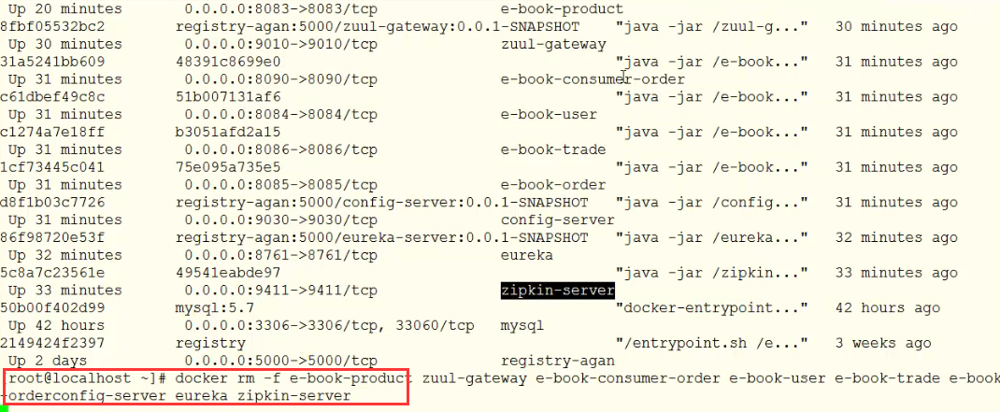 Up 20 minutes 0.0.0.0:8083->8083/tcp e-book-product
8fbf05532bc2 registry-agan:5000/zuul-gateway:0.0.1-SNAPSHOT "java -jar /zuul-g..." 30 minutes ago
Up 30 minutes 0.0.0.0:9010->9010/tcp zuul-gateway
31a5241bb609 48391c8699e0 "java -jar /e-book..." 31 minutes ago
Up 31 minutes 0.0.0.0:8090->8090/tcp e-book-consumer-order
c61dbef49c8c 51b007131af6 "java -jar /e-book..." 31 minutes ago
Up 31 minutes 0.0.0.0:8084->8084/tcp e-book-user
c1274a7e18ff b3051afd2a15 "java -jar /e-book..." 31 minutes ago
Up 31 minutes 0.0.0.0:8086->8086/tcp e-book-trade
1cf73445c041 75e095a735e5 "java -jar /e-book..." 31 minutes ago
Up 31 minutes 0.0.0.0:8085->8085/tcp e-book-order
d8f1b03c7726 registry-agan:5000/config-server:0.0.1-SNAPSHOT "java -jar /config..." 31 minutes ago
Up 31 minutes 0.0.0.0:9030->9030/tcp config-server
86f98720e53f registry-agan:5000/eureka-server:0.0.1-SNAPSHOT "java -jar /eureka..." 32 minutes ago
Up 32 minutes 0.0.0.0:8761->8761/tcp eureka
5c8a7c23561e 49541eabde97 "java -jar /zipkin..." 33 minutes ago
Up 33 minutes 0.0.0.0:9411->9411/tcp zipkin-server
50b00f402d99 mysql:5.7 "docker-entrypoint..." 42 hours ago
Up 42 hours 0.0.0.0:3306->3306/tcp, 33060/tcp mysql
2149424f2397 registry "/entrypoint.sh /e..." 3 weeks ago
Up 2 days 0.0.0.0:5000->5000/tcp registry-agan
[root@localhost ~]# docker rm -f e-book-product zuul-gateway e-book-consumer-order e-book-user e-book-trade e-book
-orderconfig-server eureka zipkin-server